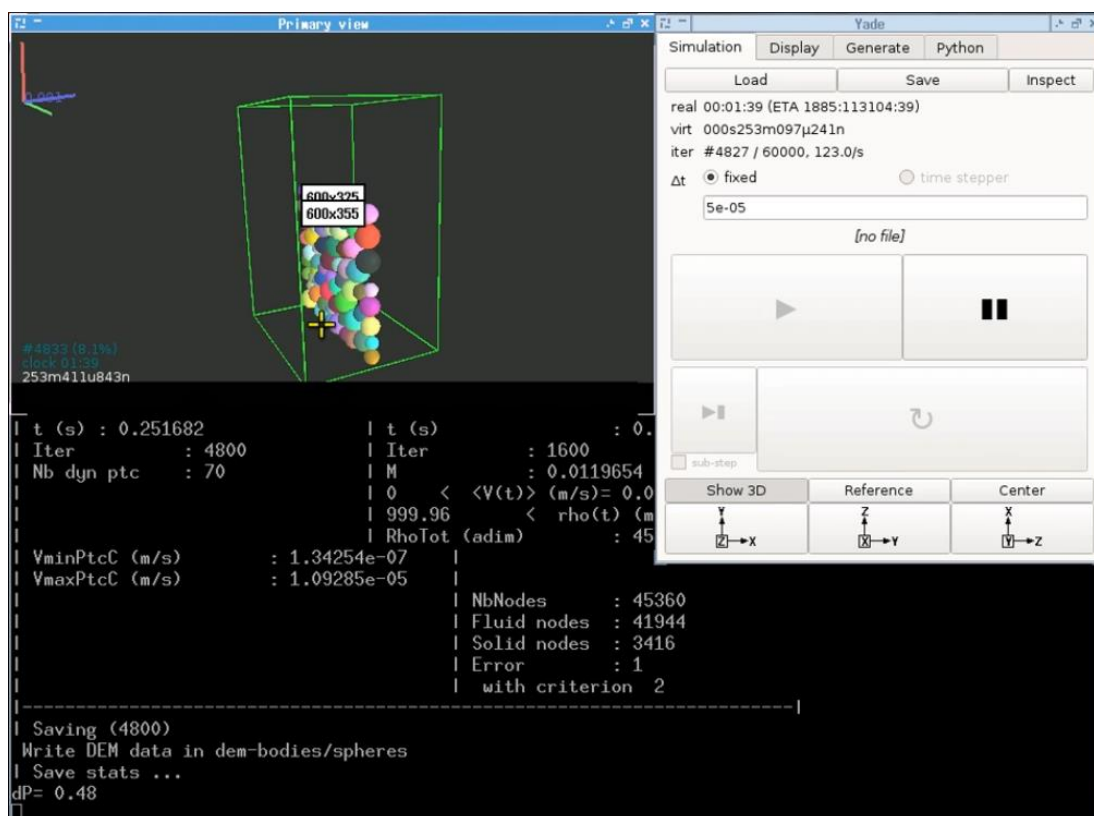 Primary view
0.001
600x325
600x355
#4833 (8.1%)
clock 01:39
253m411u843n
Yade
Simulation Display Generate Python
Load Save Inspect
real 00:01:39 (ETA 1885:113104:39)
virt 000s253m097µ241n
iter #4827 / 60000, 123.0/s
Δt fixed time stepper
5e-05
[no file]
sub-step
Show 3D Reference Center
Y Z X
Z→X X→Y Y→Z
| t (s) : 0.251682 | t (s) : 0.
| Iter : 4800 | Iter : 1600
| Nb dyn ptc : 70 | M : 0.0119654
| | 0 < <V(t)> (m/s)= 0.0
| | 999.96 < rho(t) (m
| | RhoTot (adim) : 45
| VminPtcC (m/s) : 1.34254e-07 |
| VmaxPtcC (m/s) : 1.09285e-05 |
| | NbNodes : 45360
| | Fluid nodes : 41944
| | Solid nodes : 3416
| | Error : 1
| | with criterion 2
|-----------------------------------------------------------------------|
| Saving (4800)
Write DEM data in dem-bodies/spheres
| Save stats ...
dP= 0.48